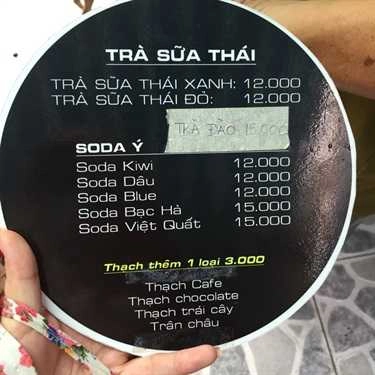 TRÀ SỮA THÁI
TRÀ SỮA THÁI XANH: 12.000
TRÀ SỮA THÁI ĐỎ: 12.000
TRÀ ĐÀO 15.000
SODA Ý
Soda Kiwi 12.000
Soda Dâu 12.000
Soda Blue 12.000
Soda Bạc Hà 15.000
Soda Việt Quất 15.000
Thạch thêm 1 loại 3.000
Thạch Cafe
Thạch chocolate
Thạch trái cây
Trân châu